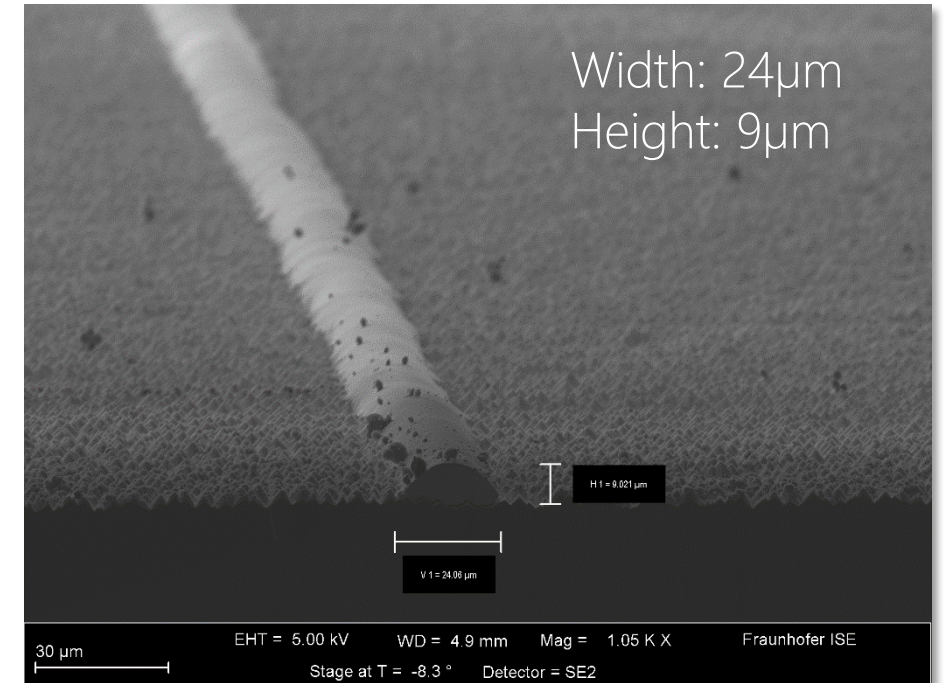 Width: 24µm
Height: 9µm
H 1 = 9.021 µm
V 1 = 24.06 µm
30 µm
EHT = 5.00 kV
WD = 4.9 mm
Mag = 1.05 K X
Fraunhofer ISE
Stage at T = -8.3 °
Detector = SE2